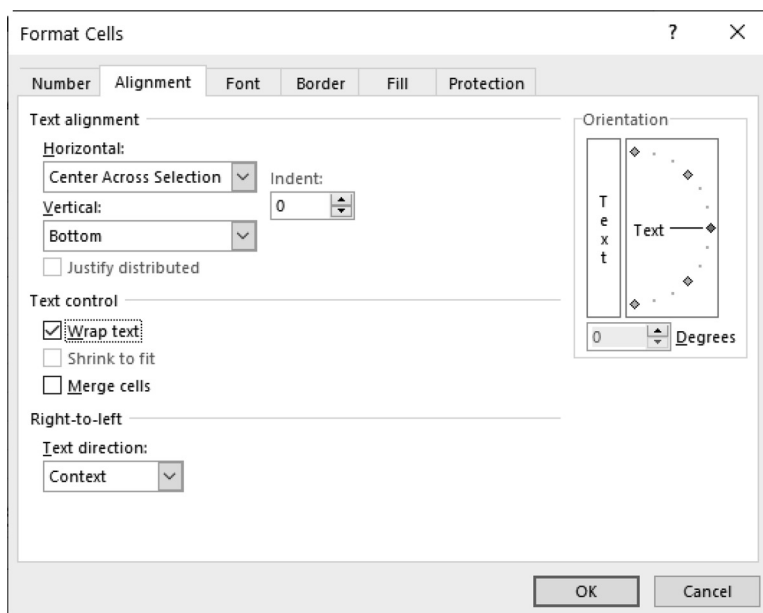 Format Cells ? ×
Number Alignment Font Border Fill Protection
Text alignment
Horizontal:
Center Across Selection
Indent:
0
Vertical:
Bottom
Justify distributed
Text control
Wrap text
Shrink to fit
Merge cells
Right-to-left
Text direction:
Context
Orientation
Text
Text
0 Degrees
OK Cancel